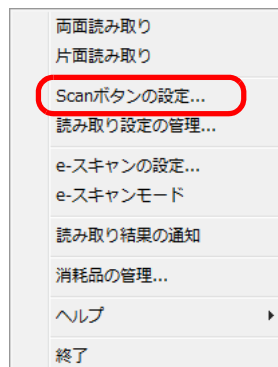 両面読み取り
片面読み取り
Scanボタンの設定...
読み取り設定の管理...
e-スキャンの設定...
e-スキャンモード
読み取り結果の通知
消耗品の管理...
ヘルプ
終了